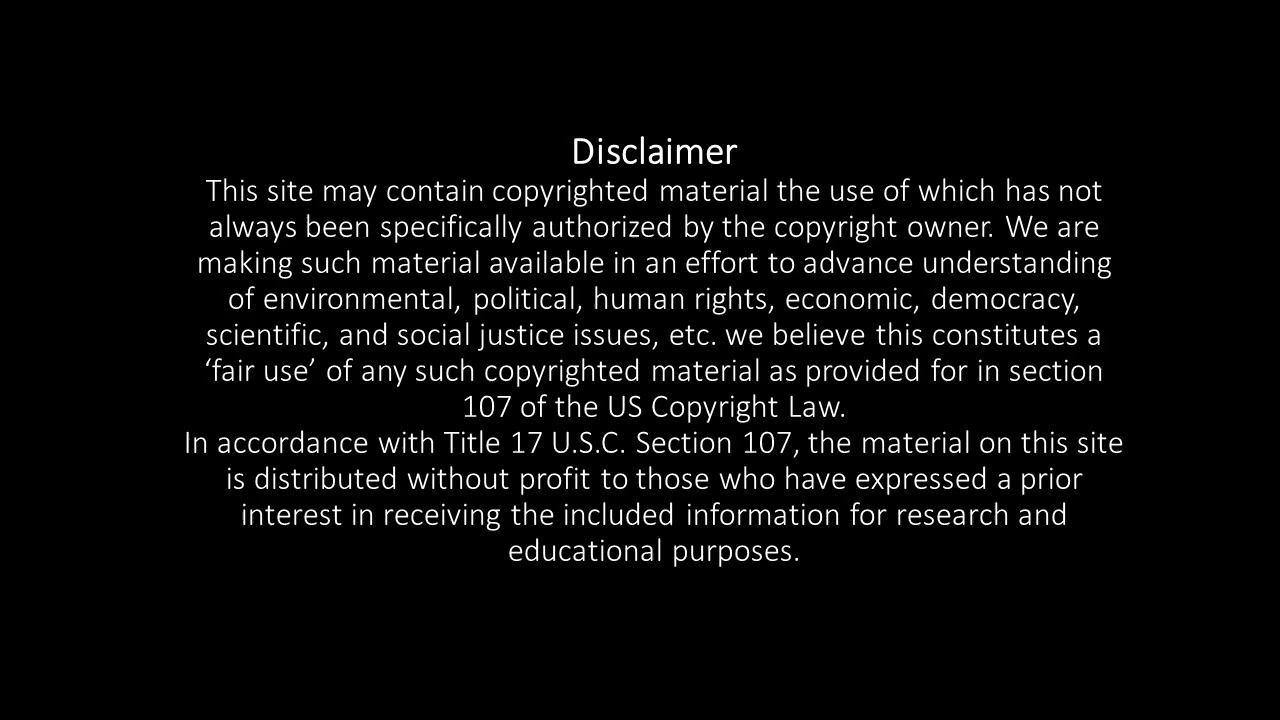 Disclaimer
This site may contain copyrighted material the use of which has not
always been specifically authorized by the copyright owner. We are
making such material available in an effort to advance understanding
of environmental, political, human rights, economic, democracy,
scientific, and social justice issues, etc. we believe this constitutes a
‘fair use’ of any such copyrighted material as provided for in section
107 of the US Copyright Law.
In accordance with Title 17 U.S.C. Section 107, the material on this site
is distributed without profit to those who have expressed a prior
interest in receiving the included information for research and
educational purposes.